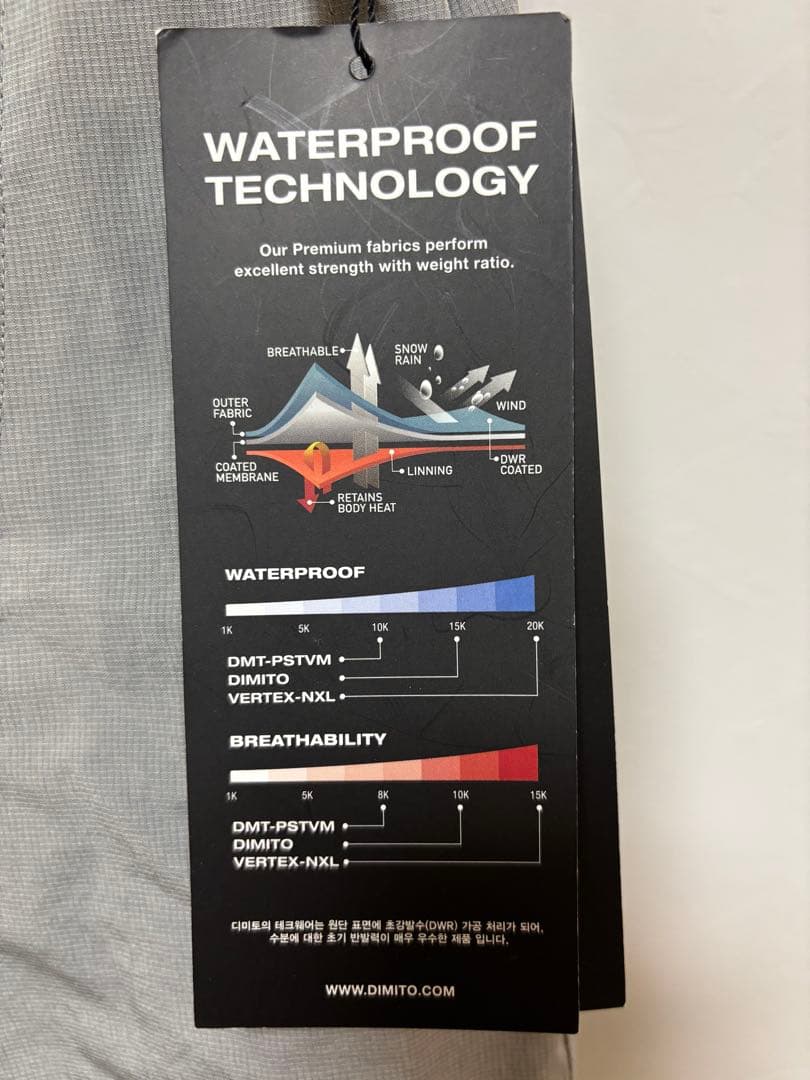 WATERPROOF
TECHNOLOGY
Our Premium fabrics perform
excellent strength with weight ratio.
BREATHABLE
SNOW
RAIN
OUTER
FABRIC
WIND
COATED
MEMBRANE
LINNING
DWR
COATED
RETAINS
BODY HEAT
WATERPROOF
1K 5K 10K 15K 20K
DMT-PSTVM
DIMITO
VERTEX-NXL
BREATHABILITY
1K 5K 8K 10K 15K
DMT-PSTVM
DIMITO
VERTEX-NXL
디미토의 테크웨어는 원단 표면에 초강발수(DWR) 가공 처리가 되어,
수분에 대한 초기 반발력이 매우 우수한 제품 입니다.
WWW.DIMITO.COM